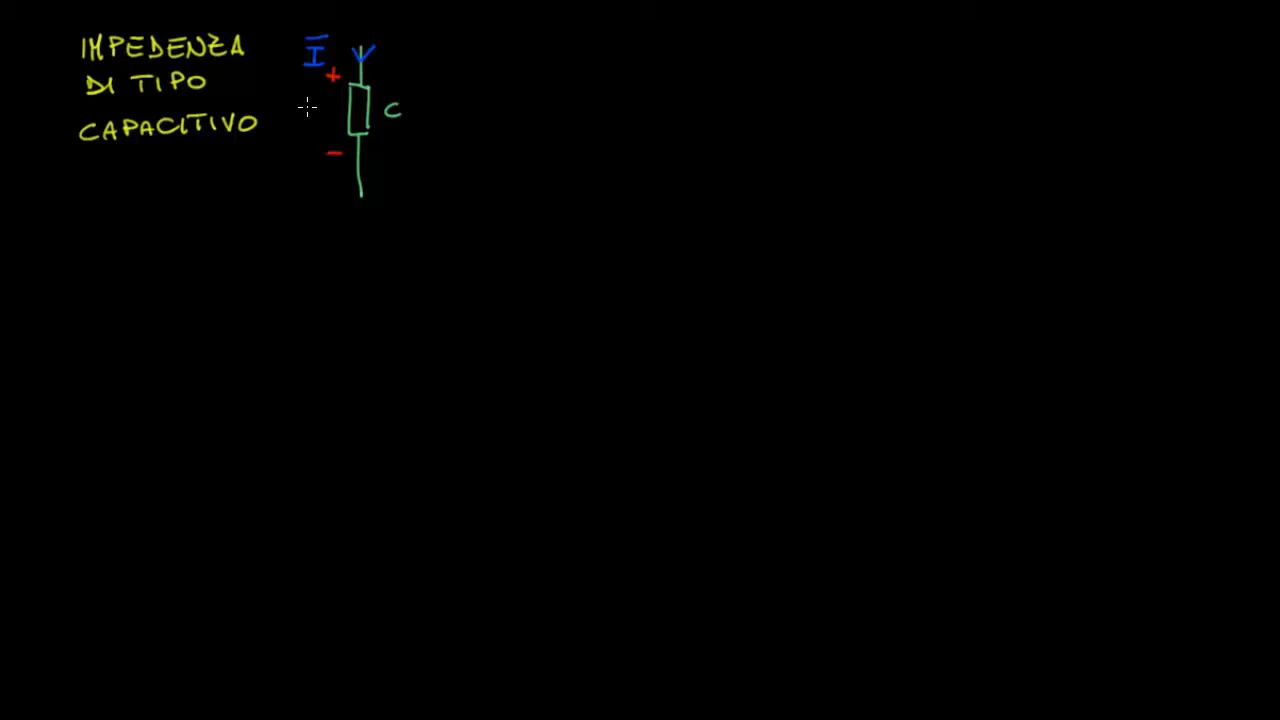 IMPEDENZA
DI TIPO
CAPACITIVO
Ī
+
C
-